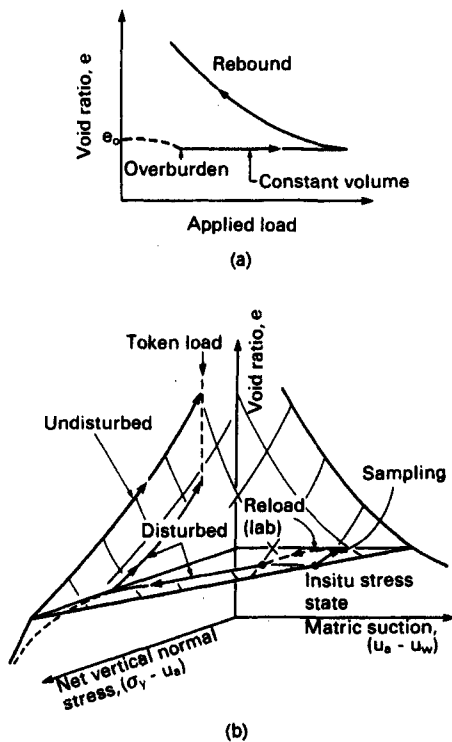 Void ratio, e
Rebound
e₀
Overburden
Constant volume
Applied load
(a)
Token load
Void ratio, e
Undisturbed
Sampling
Reload
(lab)
Disturbed
Insitu stress
state
Matric suction,
(uₐ - u_w)
Net vertical normal
stress, (σᵧ - uₐ)
(b)